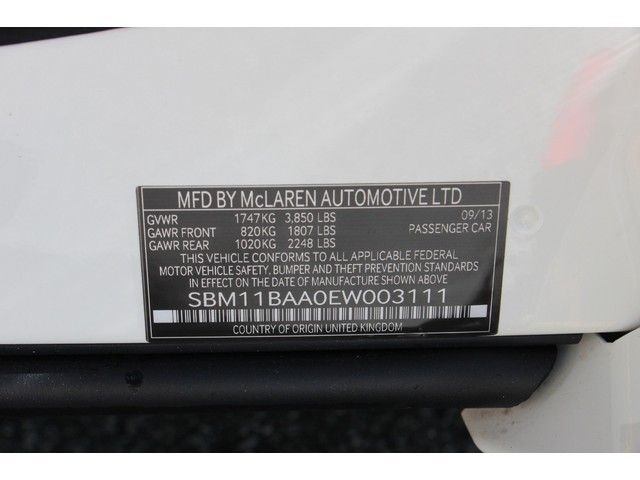 MFD BY McLAREN AUTOMOTIVE LTD
GVWR 1747KG 3,850 LBS 09/13
GAWR FRONT 820KG 1807 LBS PASSENGER CAR
GAWR REAR 1020KG 2248 LBS
THIS VEHICLE CONFORMS TO ALL APPLICABLE FEDERAL
MOTOR VEHICLE SAFETY, BUMPER AND THEFT PREVENTION STANDARDS
IN EFFECT ON THE DATE OF MANUFACTURE SHOWN ABOVE.
SBM11BAA0EW003111
COUNTRY OF ORIGIN UNITED KINGDOM